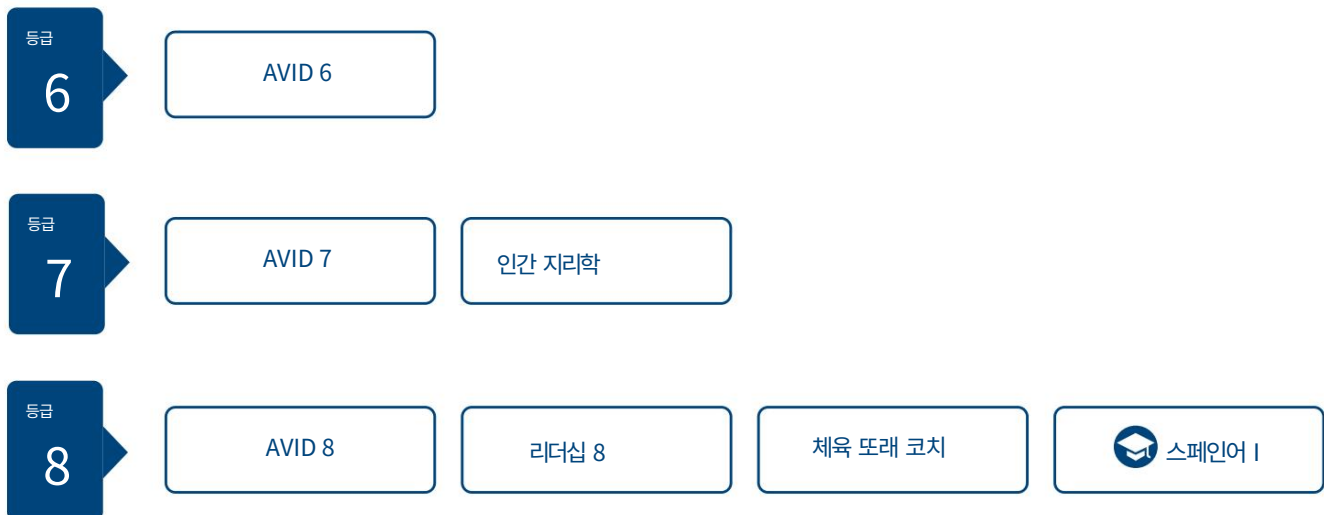 등급
6
AVID 6
등급
7
AVID 7
인간 지리학
등급
8
AVID 8
리더십 8
체육 또래 코치
스페인어 I